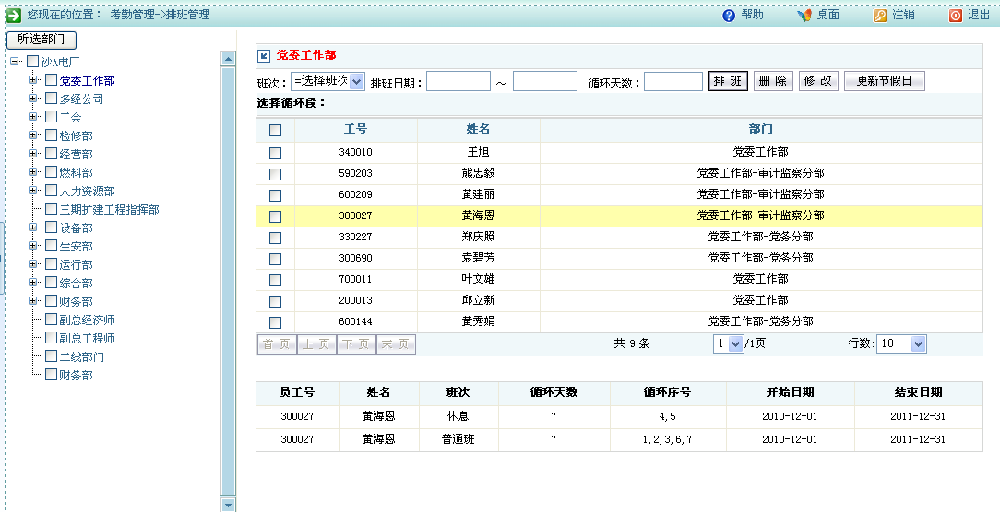 您现在的位置： 考勤管理->排班管理 帮助 桌面 注销 退出
所选部门
沙A电厂
党委工作部
多经公司
工会
检修部
经营部
燃料部
人力资源部
三期扩建工程指挥部
设备部
生安部
运行部
综合部
财务部
副总经济师
副总工程师
二线部门
财务部
党委工作部
班次： =选择班次 排班日期： ～ 循环天数： 排 班 删 除 修 改 更新节假日
选择循环段：
工号 姓名 部门
340010 王旭 党委工作部
590203 熊忠毅 党委工作部-审计监察分部
600209 黄建丽 党委工作部-审计监察分部
300027 黄海恩 党委工作部-审计监察分部
330227 郑庆照 党委工作部-党务分部
300690 袁碧芳 党委工作部-党务分部
700011 叶文雄 党委工作部
200013 邱立新 党委工作部
600144 黄秀娟 党委工作部-党务分部
首 页 上 页 下 页 末 页 共 9 条 1 /1页 行数: 10
员工号 姓名 班次 循环天数 循环序号 开始日期 结束日期
300027 黄海恩 休息 7 4,5 2010-12-01 2011-12-31
300027 黄海恩 普通班 7 1,2,3,6,7 2010-12-01 2011-12-31